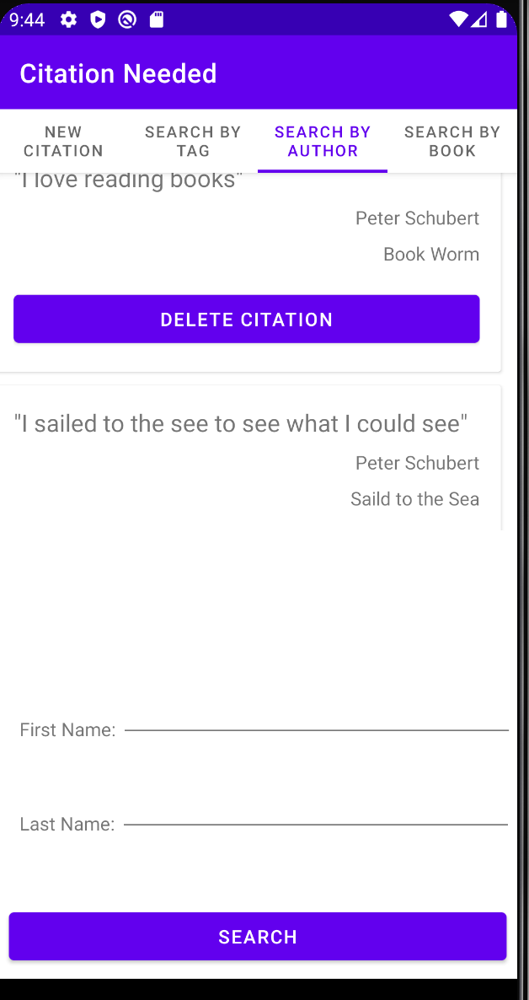 9:44
Citation Needed
NEW CITATION
SEARCH BY TAG
SEARCH BY AUTHOR
SEARCH BY BOOK
"I love reading books"
Peter Schubert
Book Worm
DELETE CITATION
"I sailed to the see to see what I could see"
Peter Schubert
Saild to the Sea
First Name:
Last Name:
SEARCH